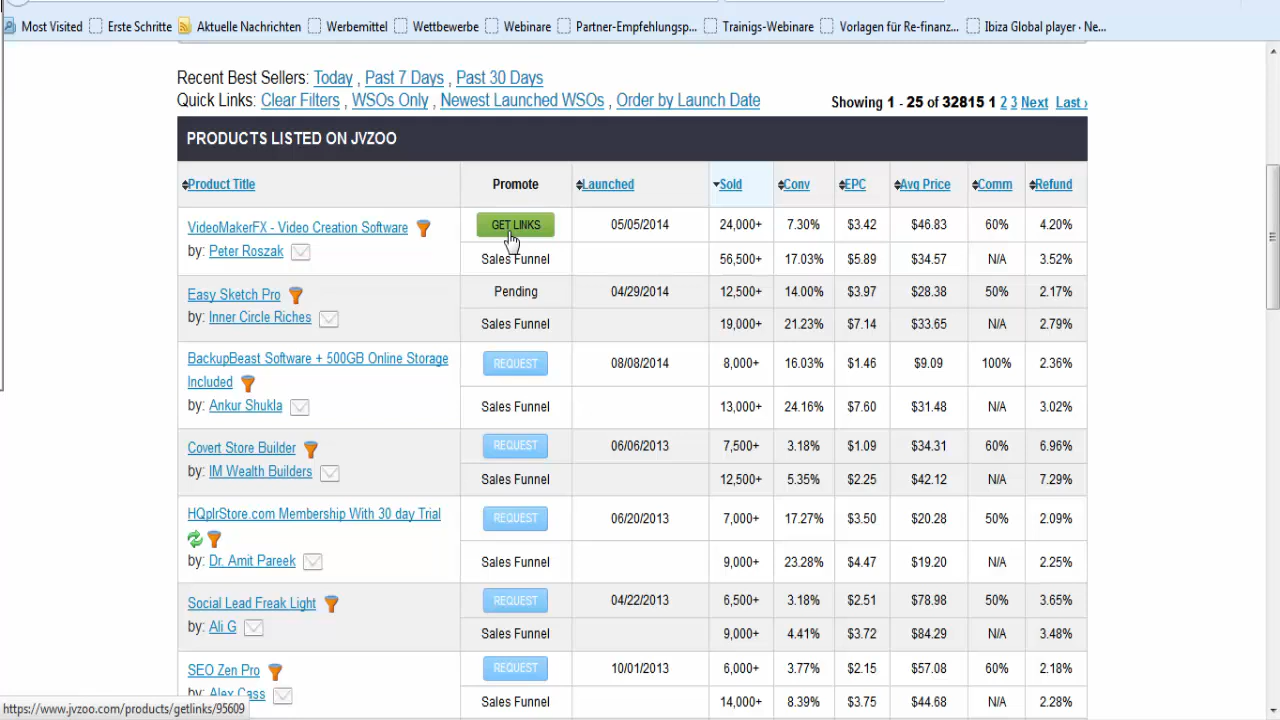 Most Visited Erste Schritte Aktuelle Nachrichten Werbemittel Wettbewerke Webinare Partner-Empfehlungsp... Trainigs-Webinare Vorlagen für Re-finanz... Ibiza Global player · Ne...
Recent Best Sellers: Today , Past 7 Days , Past 30 Days
Quick Links: Clear Filters , WSOs Only , Newest Launched WSOs , Order by Launch Date
Showing 1 - 25 of 32815 1 2 3 Next Last ›
PRODUCTS LISTED ON JVZOO
Product Title Promote Launched Sold Conv EPC Avg Price Comm Refund
VideoMakerFX - Video Creation Software GET LINKS 05/05/2014 24,000+ 7.30% $3.42 $46.83 60% 4.20%
by: Peter Roszak Sales Funnel 56,500+ 17.03% $5.89 $34.57 N/A 3.52%
Easy Sketch Pro Pending 04/29/2014 12,500+ 14.00% $3.97 $28.38 50% 2.17%
by: Inner Circle Riches Sales Funnel 19,000+ 21.23% $7.14 $33.65 N/A 2.79%
BackupBeast Software + 500GB Online Storage REQUEST 08/08/2014 8,000+ 16.03% $1.46 $9.09 100% 2.36%
Included
by: Ankur Shukla Sales Funnel 13,000+ 24.16% $7.60 $31.48 N/A 3.02%
Covert Store Builder REQUEST 06/06/2013 7,500+ 3.18% $1.09 $34.31 60% 6.96%
by: IM Wealth Builders Sales Funnel 12,500+ 5.35% $2.25 $42.12 N/A 7.29%
HQplrStore.com Membership With 30 day Trial REQUEST 06/20/2013 7,000+ 17.27% $3.50 $20.28 50% 2.09%
by: Dr. Amit Pareek Sales Funnel 9,000+ 23.28% $4.47 $19.20 N/A 2.25%
Social Lead Freak Light REQUEST 04/22/2013 6,500+ 3.18% $2.51 $78.98 50% 3.65%
by: Ali G Sales Funnel 9,000+ 4.41% $3.72 $84.29 N/A 3.48%
SEO Zen Pro REQUEST 10/01/2013 6,000+ 3.77% $2.15 $57.08 60% 2.18%
by: Alex Cass Sales Funnel 14,000+ 8.39% $3.75 $44.68 N/A 2.28%
https://www.jvzoo.com/products/getlinks/95609